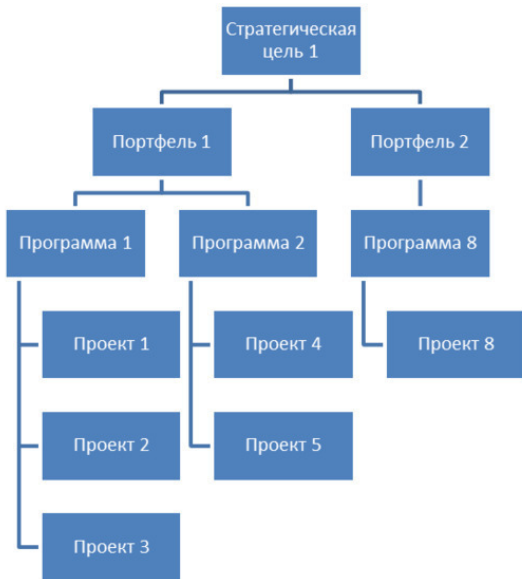 Стратегическая
цель 1
Портфель 1
Портфель 2
Программа 1
Программа 2
Программа 8
Проект 1
Проект 4
Проект 8
Проект 2
Проект 5
Проект 3